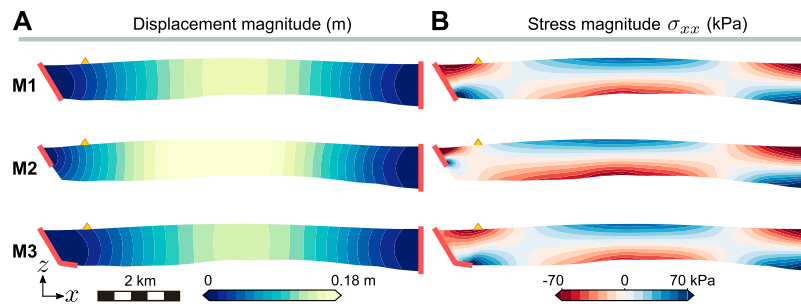 A Displacement magnitude (m) B Stress magnitude σxx (kPa)
M1
M2
M3
z
x
2 km
0 0.18 m
-70 0 70 kPa